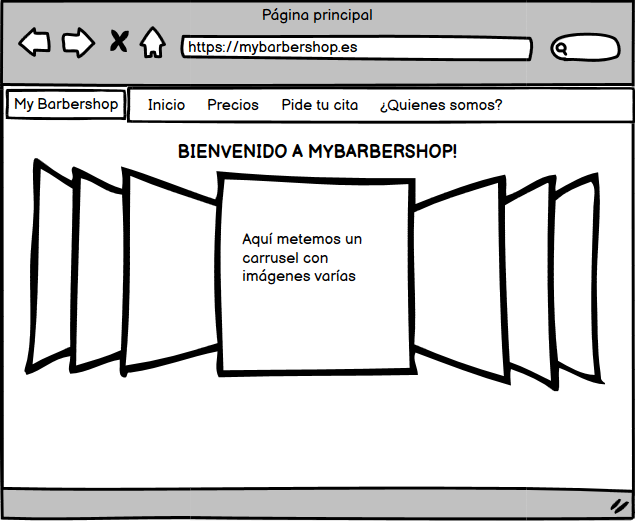 Página principal
https://mybarbershop.es
My Barbershop
Inicio Precios Pide tu cita ¿Quienes somos?
BIENVENIDO A MYBARBERSHOP!
Aquí metemos un
carrusel con
imágenes varías